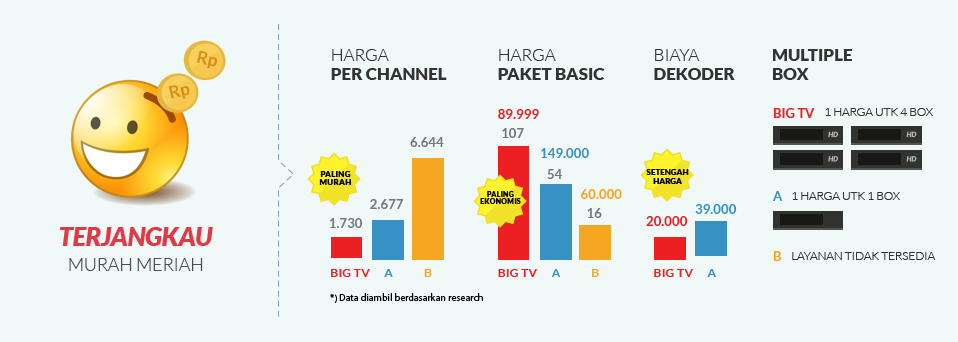 Rp
Rp
TERJANGKAU
MURAH MERIAH
HARGA
PER CHANNEL
PALING
MURAH
1.730
2.677
6.644
BIG TV A B
HARGA
PAKET BASIC
89.999
107
149.000
54
60.000
16
PALING
EKONOMIS
BIG TV A B
BIAYA
DEKODER
SETENGAH
HARGA
20.000
39.000
BIG TV A
MULTIPLE
BOX
BIG TV 1 HARGA UTK 4 BOX
HD HD
HD HD
A 1 HARGA UTK 1 BOX
B LAYANAN TIDAK TERSEDIA
*) Data diambil berdasarkan research